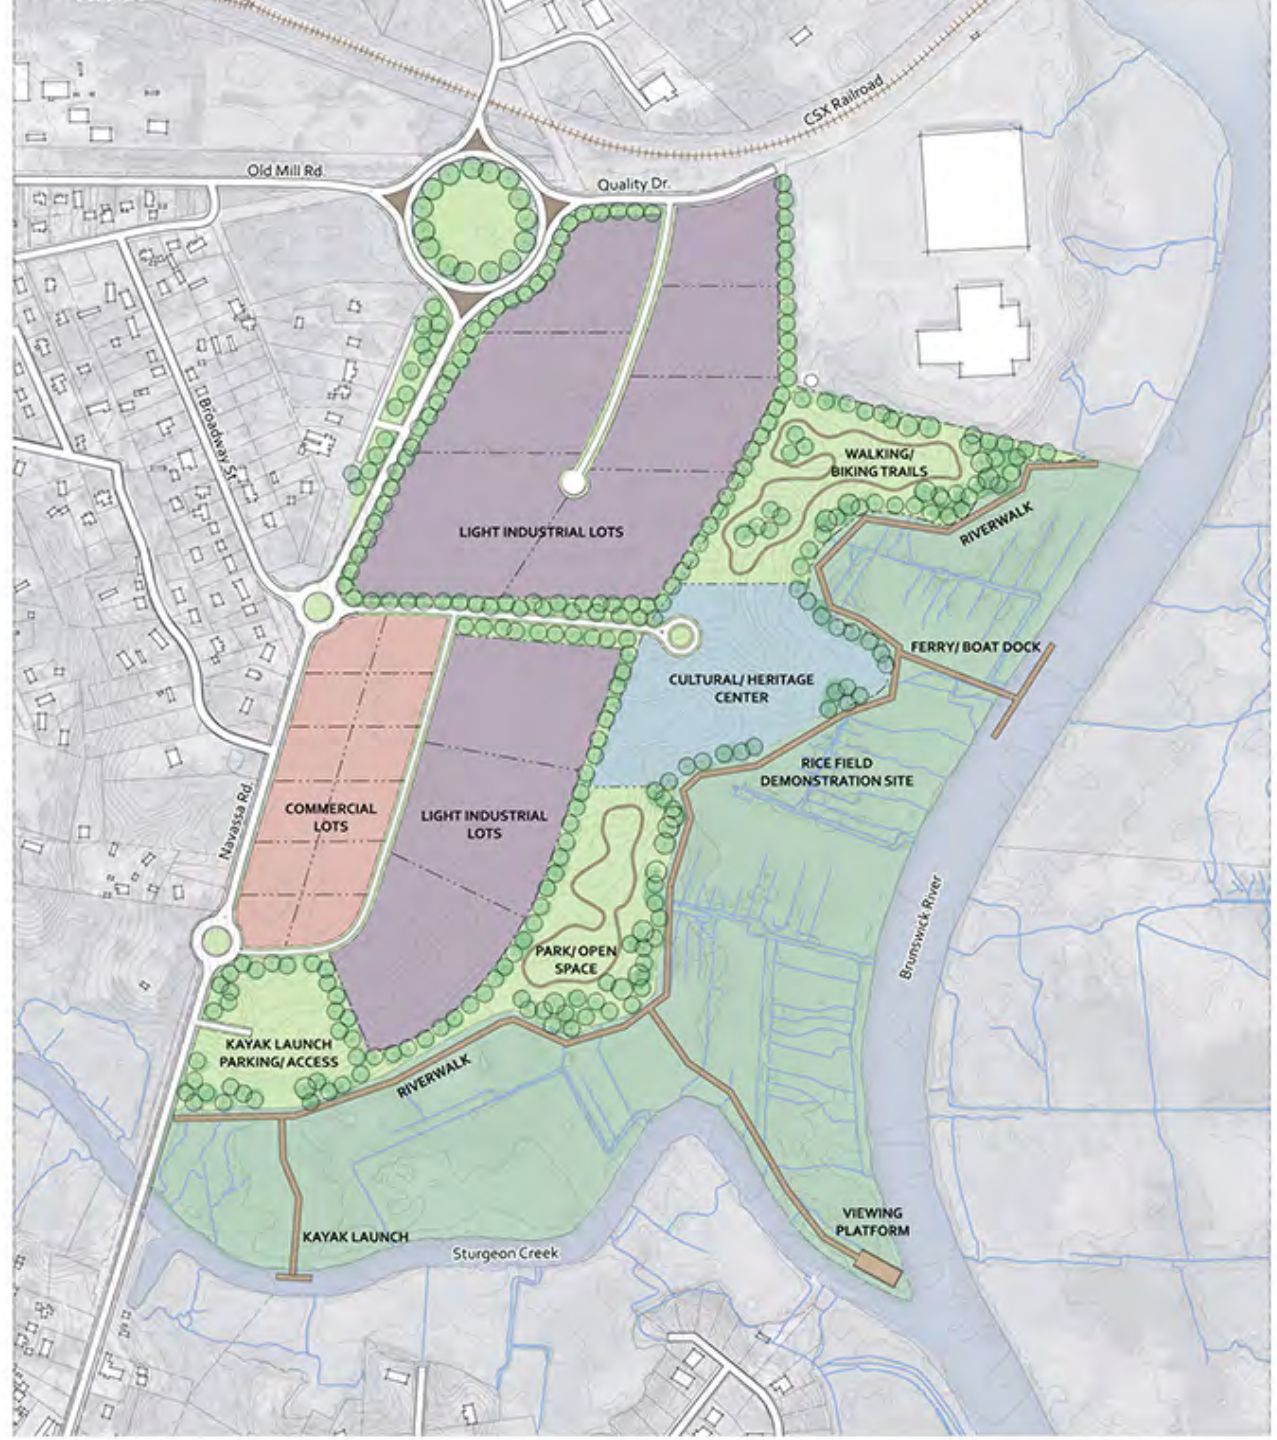 CSX Railroad
Old Mill Rd.
Quality Dr.
Broadway St.
WALKING/
BIKING TRAILS
RIVERWALK
LIGHT INDUSTRIAL LOTS
FERRY/ BOAT DOCK
CULTURAL/ HERITAGE
CENTER
RICE FIELD
DEMONSTRATION SITE
Navassa Rd.
COMMERCIAL
LOTS
LIGHT INDUSTRIAL
LOTS
Brunswick River
PARK/ OPEN
SPACE
KAYAK LAUNCH
PARKING/ ACCESS
RIVERWALK
VIEWING
PLATFORM
KAYAK LAUNCH
Sturgeon Creek